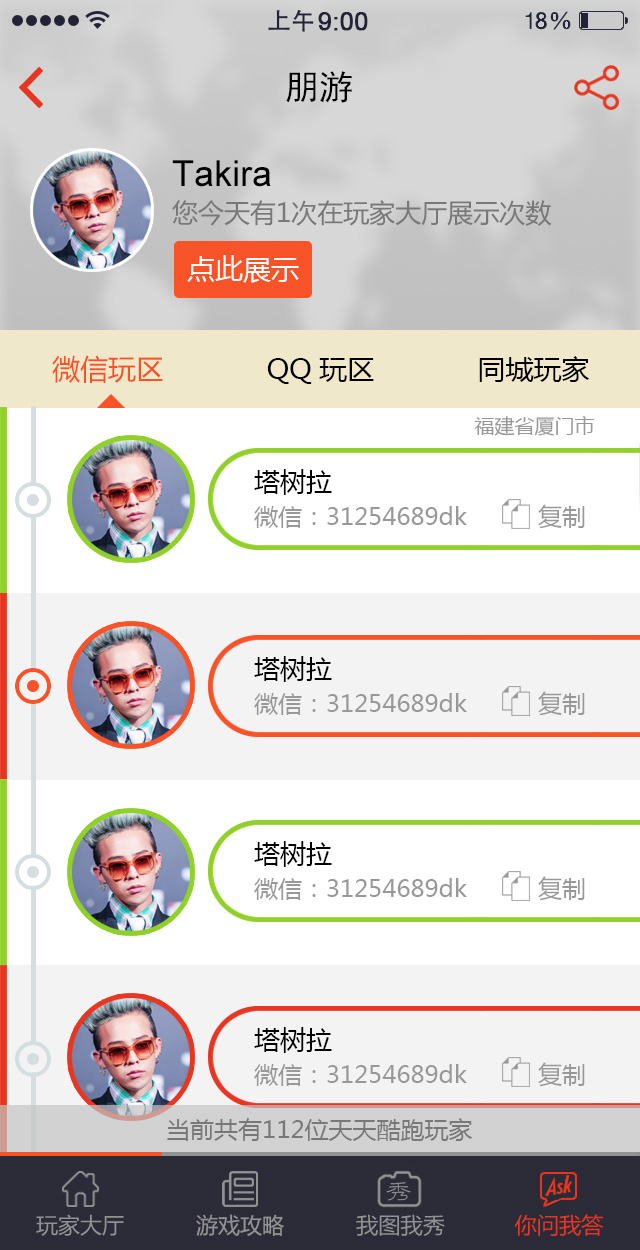 上午9:00
18%
朋游
Takira
您今天有1次在玩家大厅展示次数
点此展示
微信玩区 QQ 玩区 同城玩家
福建省厦门市
塔树拉
微信：31254689dk 复制
塔树拉
微信：31254689dk 复制
塔树拉
微信：31254689dk 复制
塔树拉
微信：31254689dk 复制
当前共有112位天天酷跑玩家
秀 Ask
玩家大厅 游戏攻略 我图我秀 你问我答